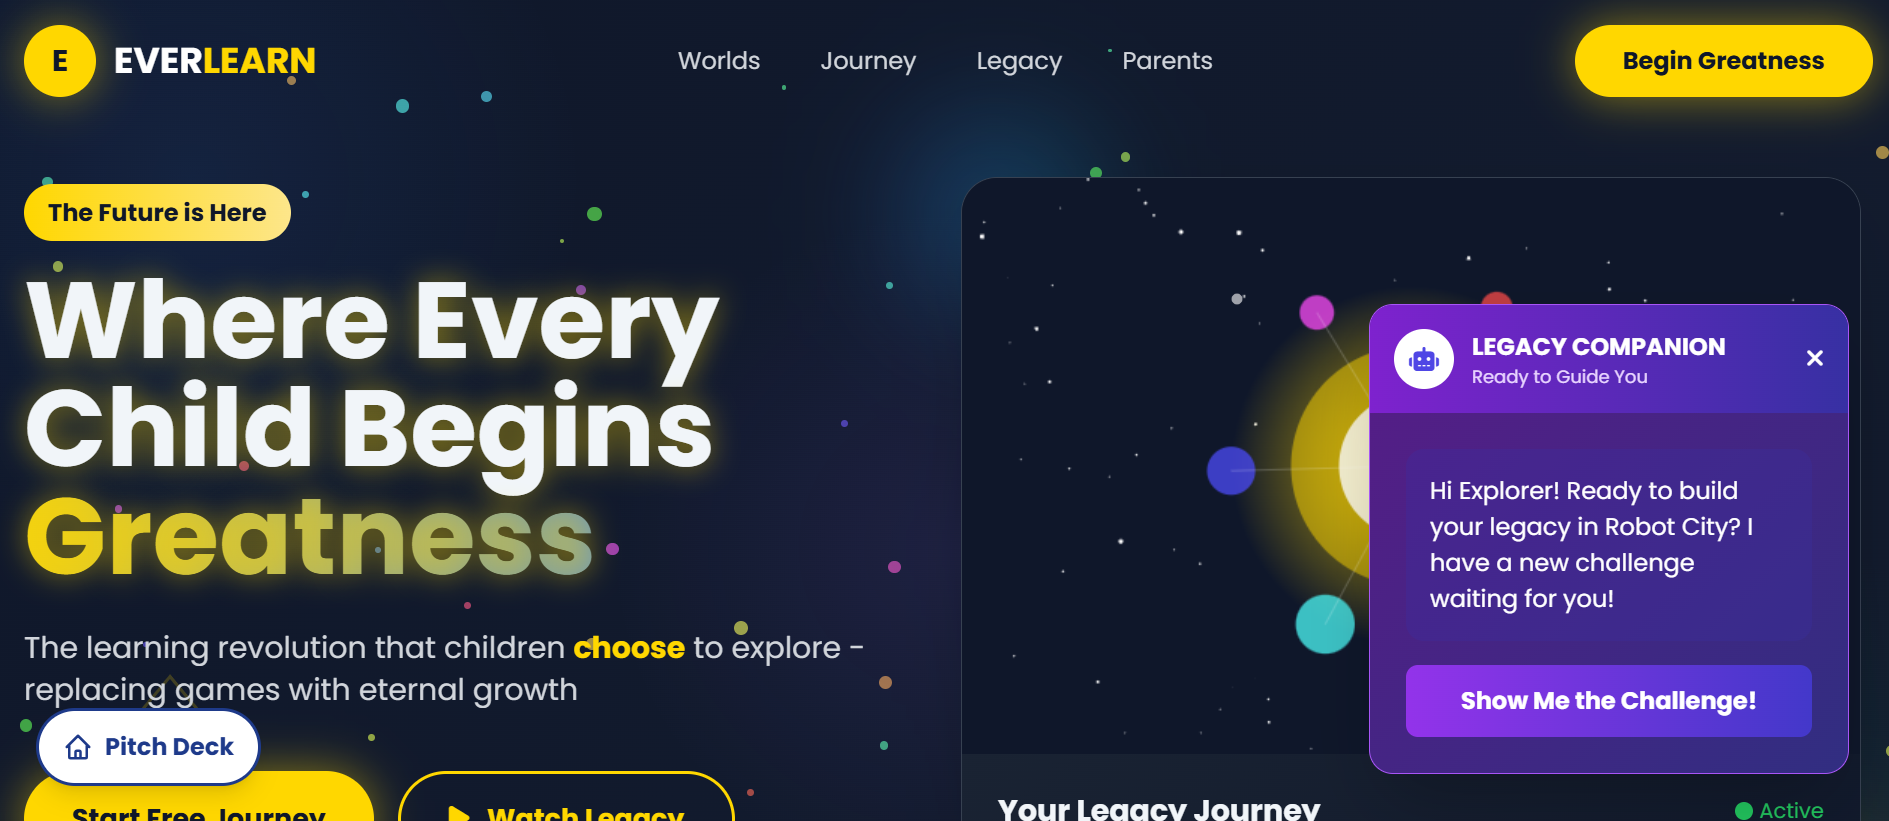 E
EVERLEARN
Worlds
Journey
Legacy
Parents
Begin Greatness
The Future is Here
Where Every
Child Begins
Greatness
The learning revolution that children choose to explore -
replacing games with eternal growth
Pitch Deck
Start Free Journey
Watch Legacy
LEGACY COMPANION
Ready to Guide You
Hi Explorer! Ready to build
your legacy in Robot City? I
have a new challenge
waiting for you!
Show Me the Challenge!
Your Legacy Journey
Active